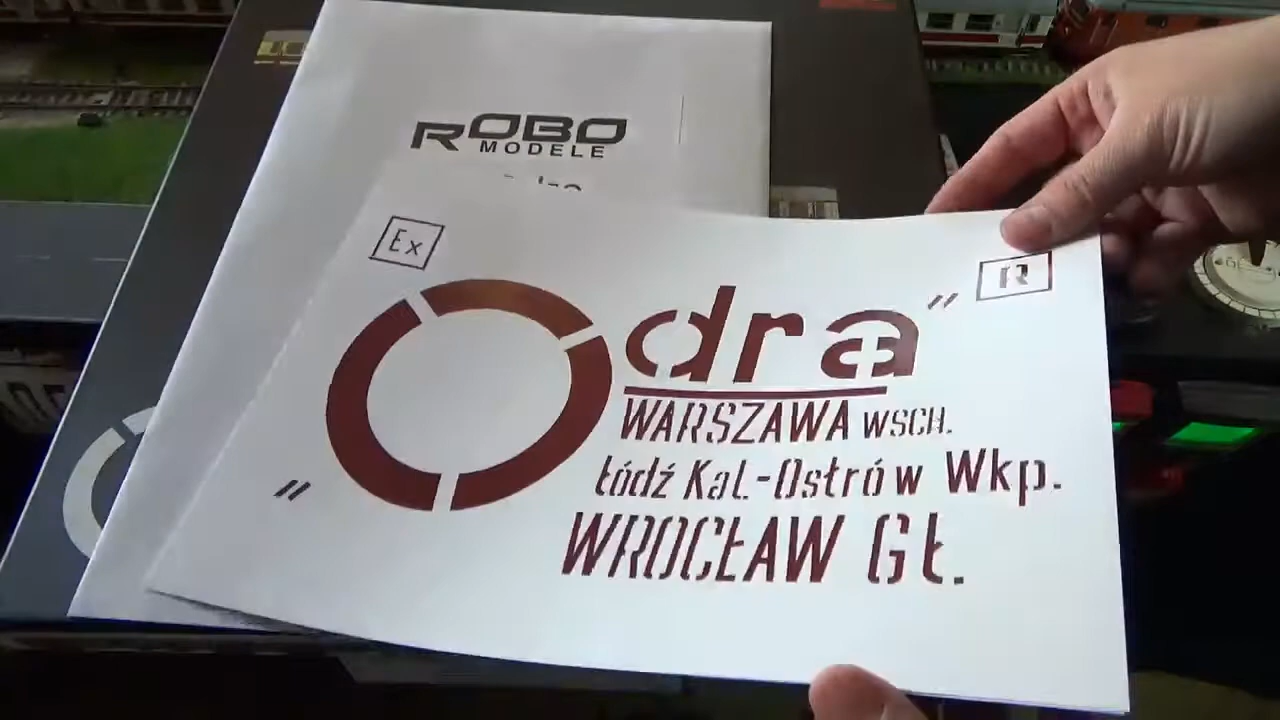 ROBO
MODELE
Ex
R
„Odra”
WARSZAWA WSCH.
Łódź Kal.-Ostrów Wkp.
WROCŁAW GŁ.